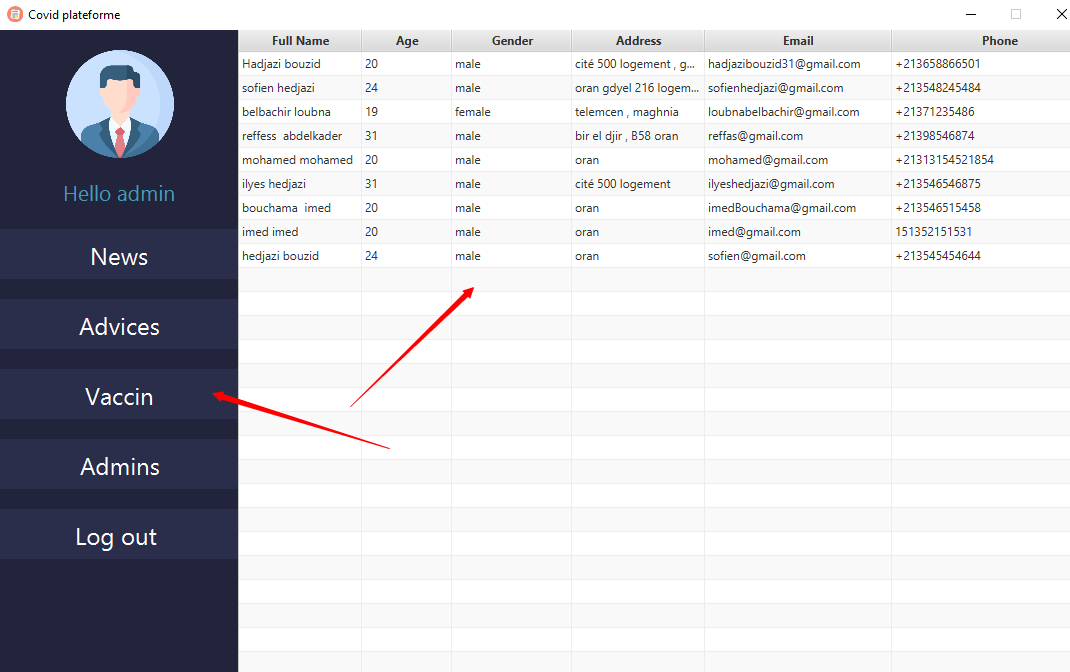 Covid plateforme
Hello admin
News
Advices
Vaccin
Admins
Log out
Full Name Age Gender Address Email Phone
Hadjazi bouzid 20 male cité 500 logement , g... hadjazibouzid31@gmail.com +213658866501
sofien hedjazi 24 male oran gdyel 216 logem... sofienhedjazi@gmail.com +213548245484
belbachir loubna 19 female telemcen , maghnia loubnabelbachir@gmail.com +21371235486
reffess  abdelkader 31 male bir el djir , B58 oran reffas@gmail.com +21398546874
mohamed mohamed 20 male oran mohamed@gmail.com +21313154521854
ilyes hedjazi 31 male cité 500 logement ilyeshedjazi@gmail.com +213546546875
bouchama  imed 20 male oran imedBouchama@gmail.com +213546515458
imed imed 20 male oran imed@gmail.com 151352151531
hedjazi bouzid 24 male oran sofien@gmail.com +213545454644